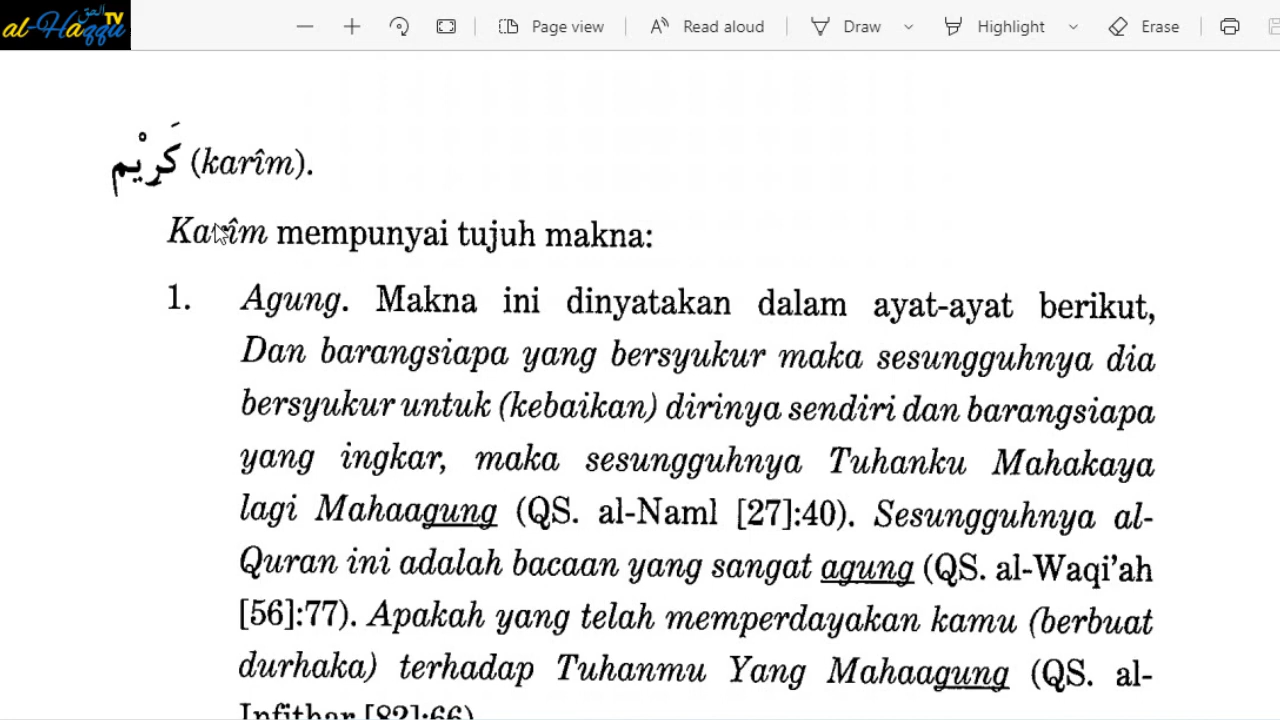 الحق TV
al-Haqqu
Page view Read aloud Draw Highlight Erase
كَرِيْم (karîm).
Karîm mempunyai tujuh makna:
1. Agung. Makna ini dinyatakan dalam ayat-ayat berikut,
Dan barangsiapa yang bersyukur maka sesungguhnya dia
bersyukur untuk (kebaikan) dirinya sendiri dan barangsiapa
yang ingkar, maka sesungguhnya Tuhanku Mahakaya
lagi Mahaagung (QS. al-Naml [27]:40). Sesungguhnya al-
Quran ini adalah bacaan yang sangat agung (QS. al-Waqi’ah
[56]:77). Apakah yang telah memperdayakan kamu (berbuat
durhaka) terhadap Tuhanmu Yang Mahaagung (QS. al-
Infithar [82]:66)